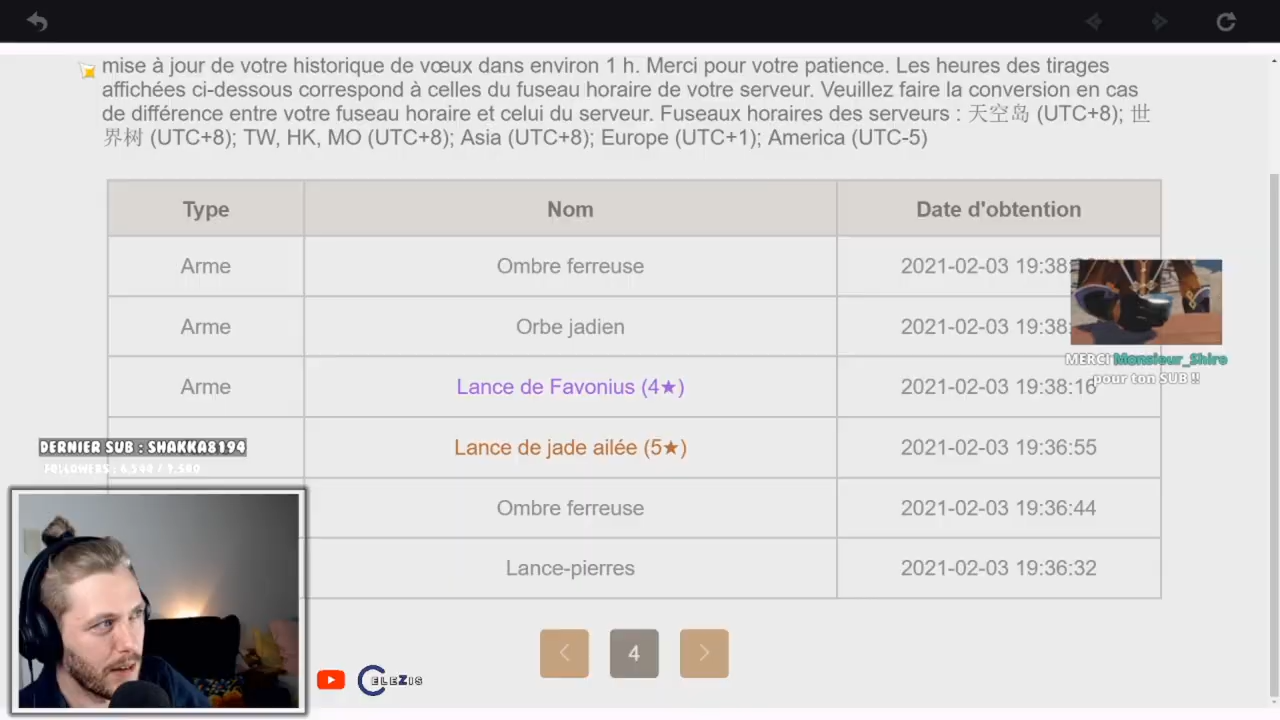 mise à jour de votre historique de vœux dans environ 1 h. Merci pour votre patience. Les heures des tirages
affichées ci-dessous correspond à celles du fuseau horaire de votre serveur. Veuillez faire la conversion en cas
de différence entre votre fuseau horaire et celui du serveur. Fuseaux horaires des serveurs : 天空岛 (UTC+8); 世
界树 (UTC+8); TW, HK, MO (UTC+8); Asia (UTC+8); Europe (UTC+1); America (UTC-5)
Type Nom Date d'obtention
Arme Ombre ferreuse 2021-02-03 19:38:
Arme Orbe jadien 2021-02-03 19:38:
Arme Lance de Favonius (4★) 2021-02-03 19:38:16
MERCI Monsieur_Shiro
pour ton SUB !!
Lance de jade ailée (5★) 2021-02-03 19:36:55
DERNIER SUB : SHAKKA8194
Ombre ferreuse 2021-02-03 19:36:44
Lance-pierres 2021-02-03 19:36:32
4
CELEZIS